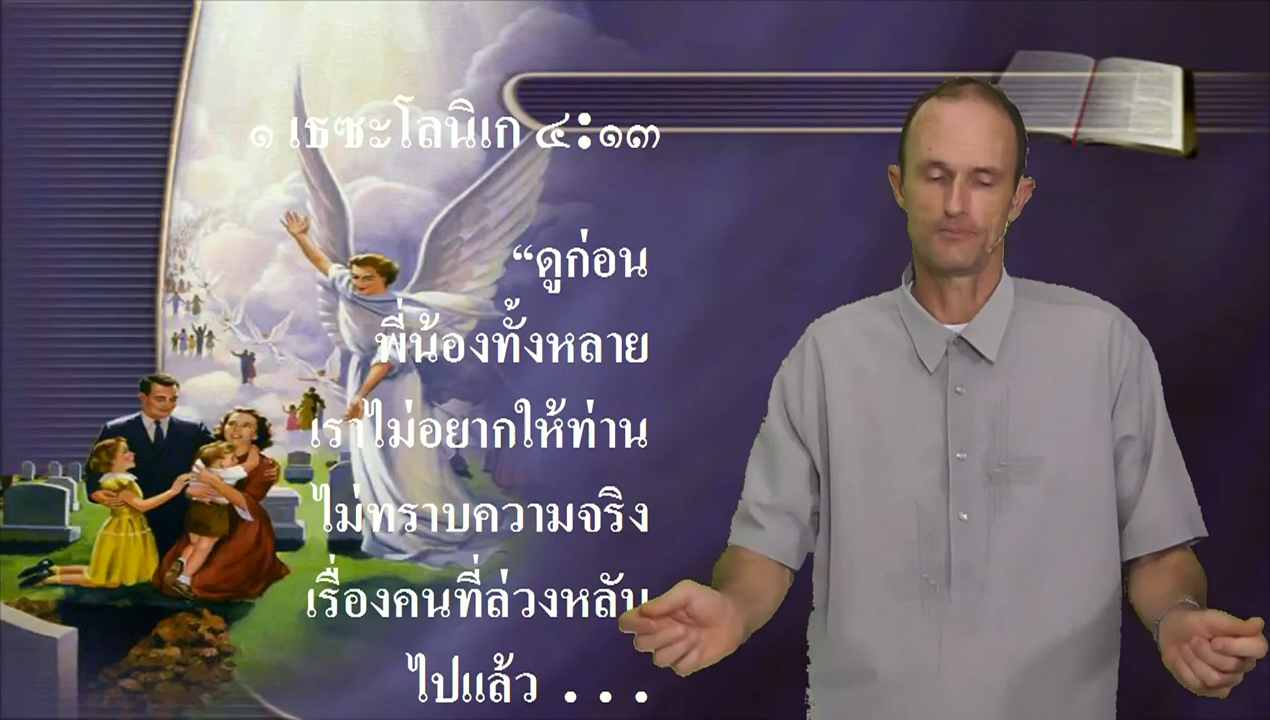 ๑ เธซะโลนิเก ๔:๑๓
“ดูก่อน
พี่น้องทั้งหลาย
เราไม่อยากให้ท่าน
ไม่ทราบความจริง
เรื่องคนที่ล่วงหลับ
ไปแล้ว . . .